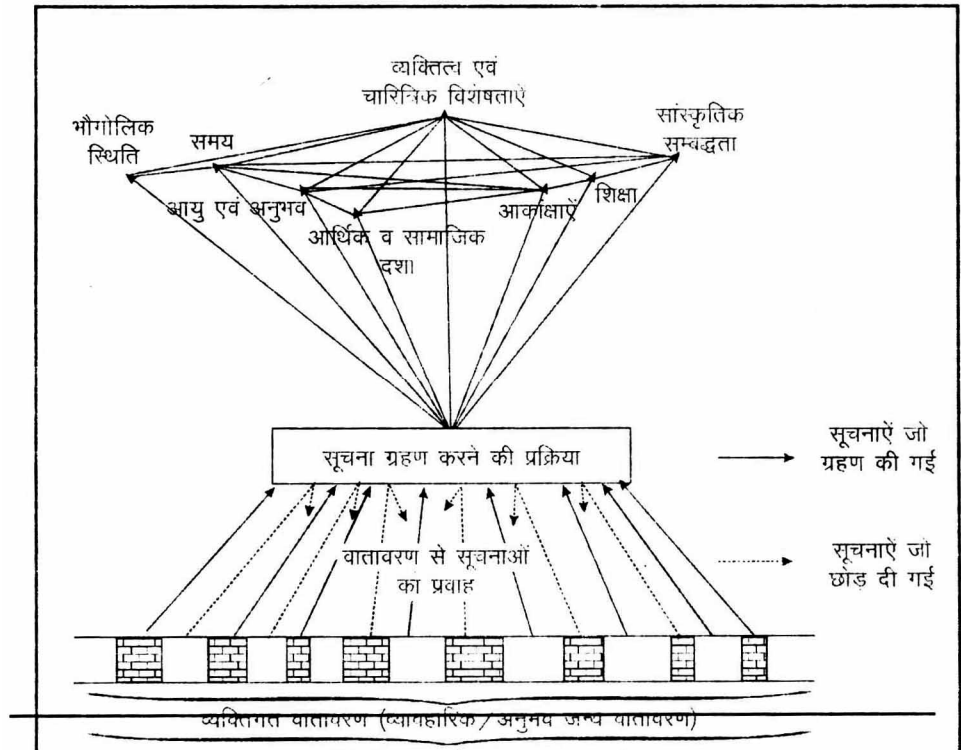 व्यक्तित्व एवं
चारित्रिक विशेषताऐं
भौगोलिक
स्थिति
समय
सांस्कृतिक
सम्बद्धता
आयु एवं अनुभव
आर्थिक व सामाजिक
दशा
आकांक्षाऐं
शिक्षा
सूचना ग्रहण करने की प्रक्रिया
सूचनाऐं जो
ग्रहण की गई
वातावरण से सूचनाओं
का प्रवाह
सूचनाऐं जो
छोड़ दी गई
व्यक्तिगत वातावरण (व्यावहारिक/अनुभव जन्य वातावरण)